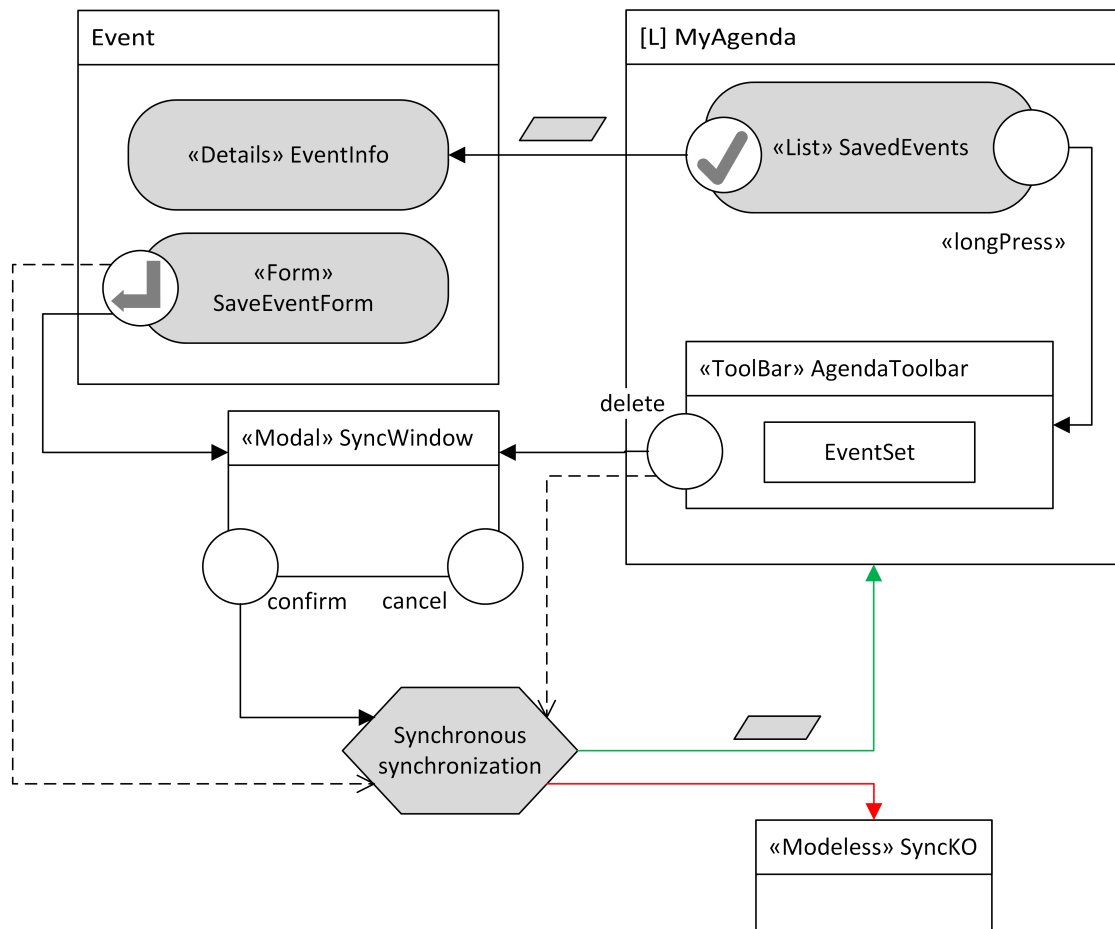 Event
[L] MyAgenda
«Details» EventInfo
«List» SavedEvents
«longPress»
«Form»
SaveEventForm
«ToolBar» AgendaToolbar
delete
EventSet
«Modal» SyncWindow
confirm
cancel
Synchronous
synchronization
«Modeless» SyncKO